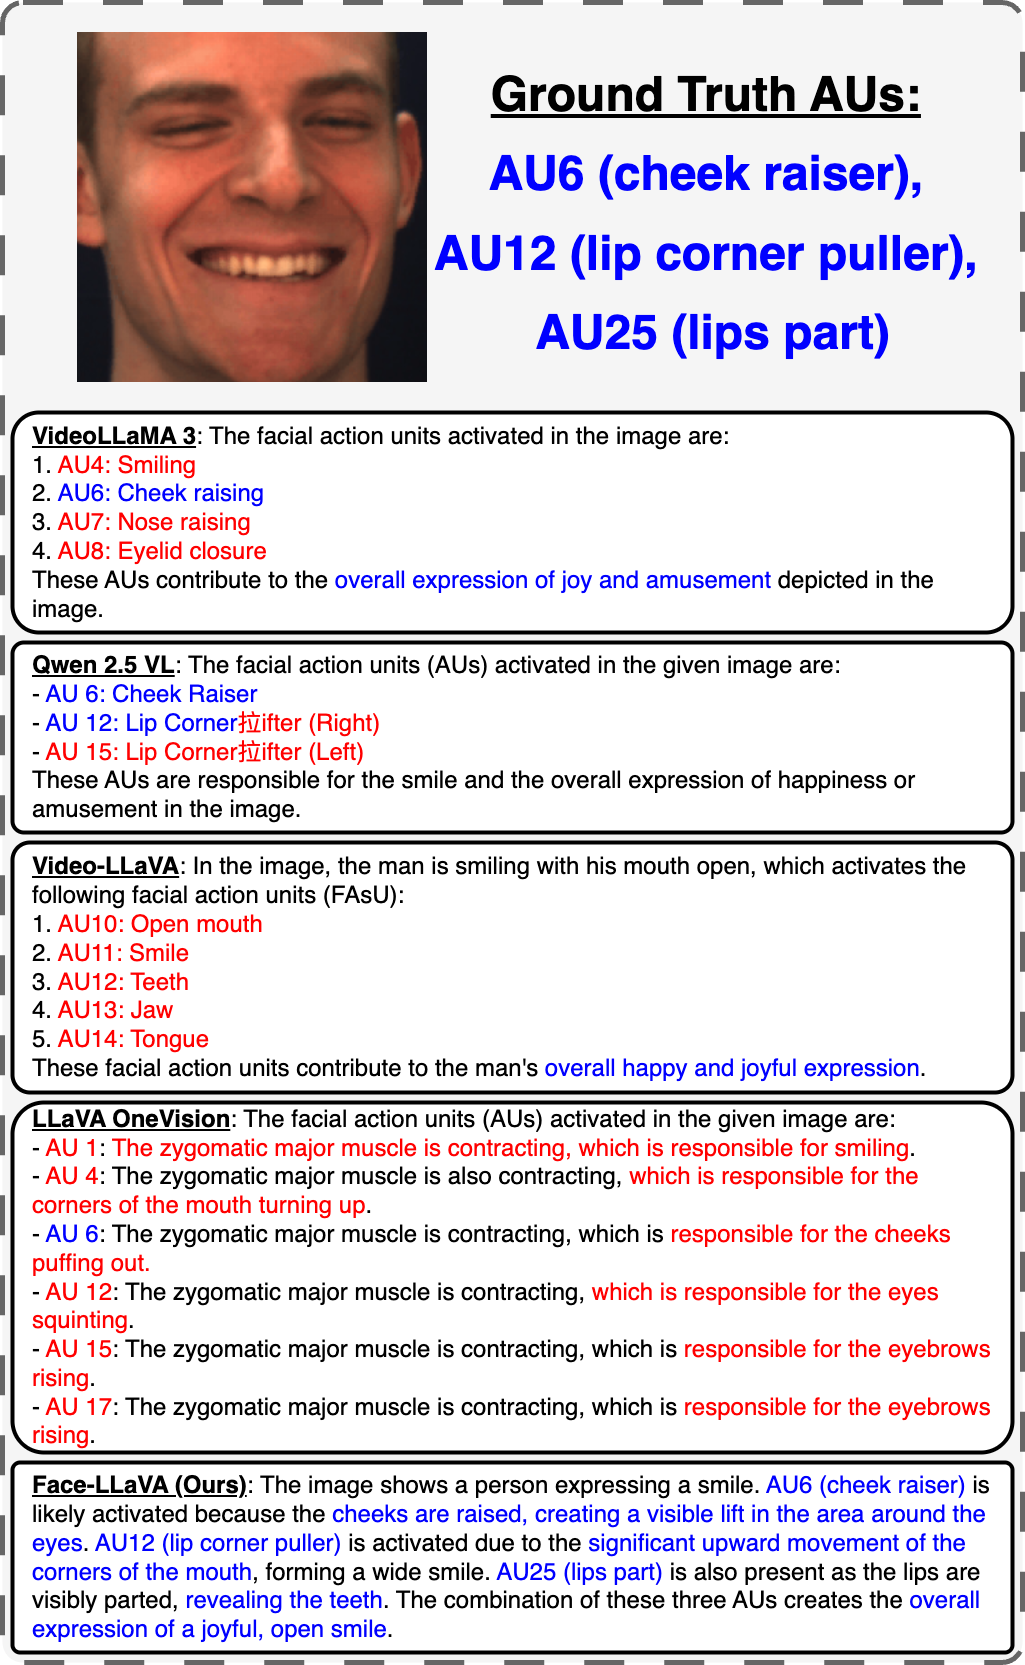 Ground Truth AUs:
AU6 (cheek raiser),
AU12 (lip corner puller),
AU25 (lips part)
VideoLLaMA 3: The facial action units activated in the image are:
1. AU4: Smiling
2. AU6: Cheek raising
3. AU7: Nose raising
4. AU8: Eyelid closure
These AUs contribute to the overall expression of joy and amusement depicted in the
image.
Qwen 2.5 VL: The facial action units (AUs) activated in the given image are:
- AU 6: Cheek Raiser
- AU 12: Lip Corner拉ifter (Right)
- AU 15: Lip Corner拉ifter (Left)
These AUs are responsible for the smile and the overall expression of happiness or
amusement in the image.
Video-LLaVA: In the image, the man is smiling with his mouth open, which activates the
following facial action units (FAsU):
1. AU10: Open mouth
2. AU11: Smile
3. AU12: Teeth
4. AU13: Jaw
5. AU14: Tongue
These facial action units contribute to the man's overall happy and joyful expression.
LLaVA OneVision: The facial action units (AUs) activated in the given image are:
- AU 1: The zygomatic major muscle is contracting, which is responsible for smiling.
- AU 4: The zygomatic major muscle is also contracting, which is responsible for the
corners of the mouth turning up.
- AU 6: The zygomatic major muscle is contracting, which is responsible for the cheeks
puffing out.
- AU 12: The zygomatic major muscle is contracting, which is responsible for the eyes
squinting.
- AU 15: The zygomatic major muscle is contracting, which is responsible for the eyebrows
rising.
- AU 17: The zygomatic major muscle is contracting, which is responsible for the eyebrows
rising.
Face-LLaVA (Ours): The image shows a person expressing a smile. AU6 (cheek raiser) is
likely activated because the cheeks are raised, creating a visible lift in the area around the
eyes. AU12 (lip corner puller) is activated due to the significant upward movement of the
corners of the mouth, forming a wide smile. AU25 (lips part) is also present as the lips are
visibly parted, revealing the teeth. The combination of these three AUs creates the overall
expression of a joyful, open smile.